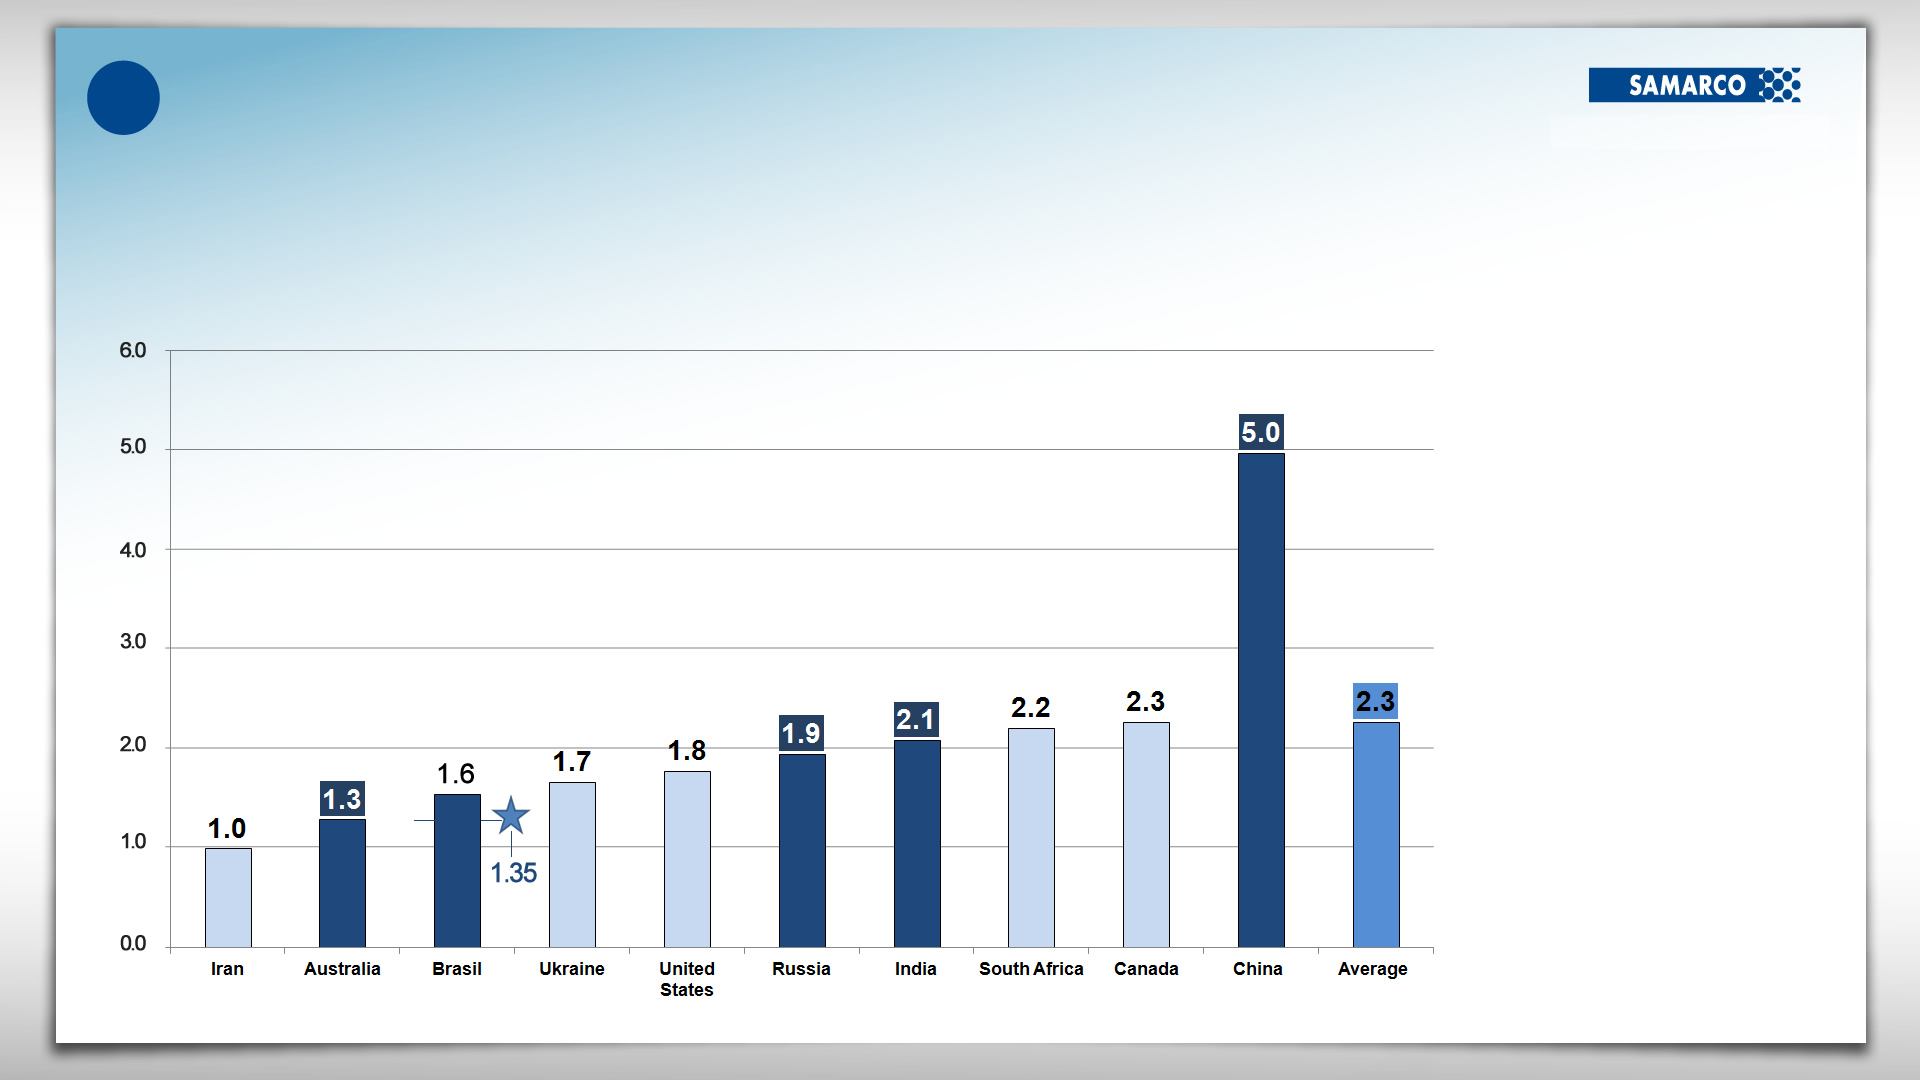 SAMARCO
6.0
5.0
4.0
3.0
2.0
1.0
0.0
1.0
1.3
1.6
1.35
1.7
1.8
1.9
2.1
2.2
2.3
5.0
2.3
Iran
Australia
Brasil
Ukraine
United
States
Russia
India
South Africa
Canada
China
Average